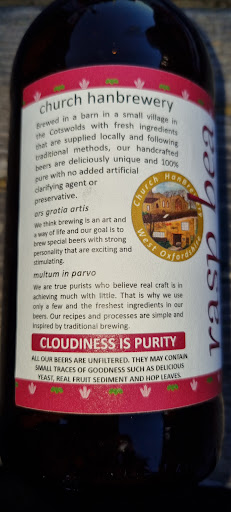 church hanbrewery
Brewed in a barn in a small village in
the Cotswolds with fresh ingredients
that are supplied locally and following
traditional methods, our handcrafted
beers are deliciously unique and 100%
pure with no added artificial
clarifying agent or
preservative.
ars gratia artis
We think brewing is an art and
a way of life and our goal is to
brew special beers with strong
personality that are exciting and
stimulating.
multum in parvo
We are true purists who believe real craft is in
achieving much with little. That is why we use
only a few and the freshest ingredients in our
beers. Our recipes and processes are simple and
inspired by traditional brewing.
CLOUDINESS IS PURITY
ALL OUR BEERS ARE UNFILTERED. THEY MAY CONTAIN
SMALL TRACES OF GOODNESS SUCH AS DELICIOUS
YEAST, REAL FRUIT SEDIMENT AND HOP LEAVES.
Church Hanbrewery
West Oxfordshire